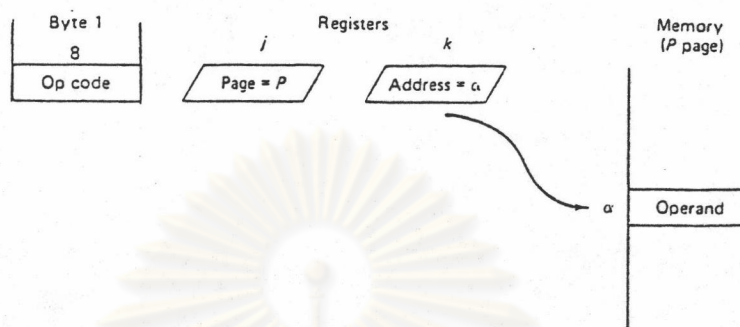 Byte 1
Registers
Memory
(P page)
8
j
k
Op code
Page = P
Address = α
α
Operand